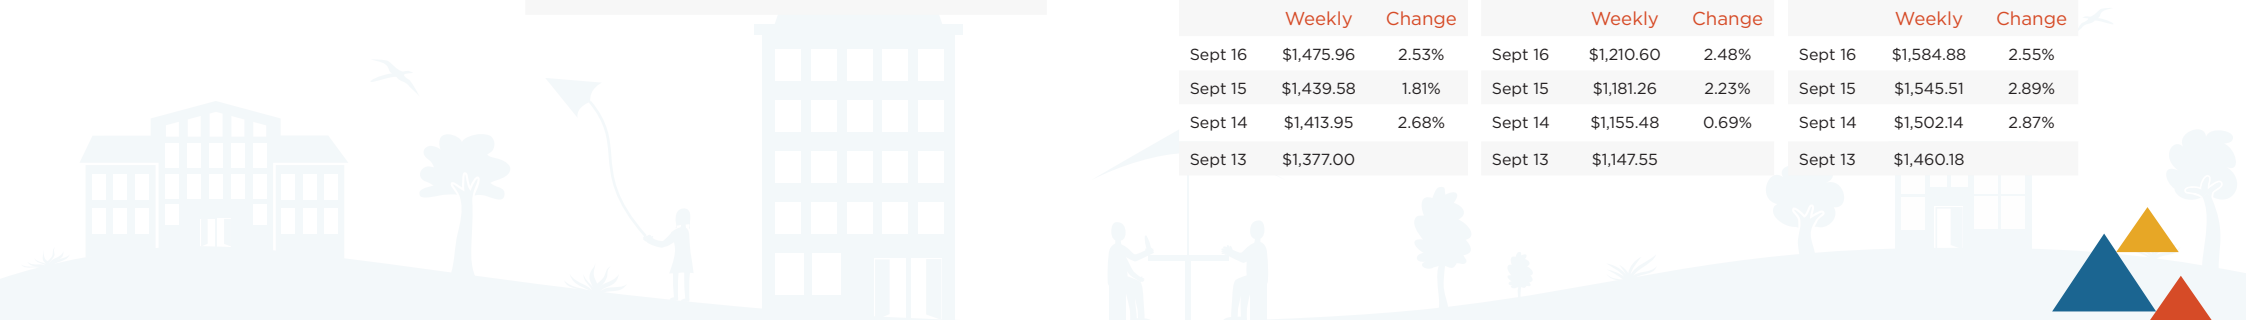 Weekly Change Weekly Change Weekly Change
Sept 16 $1,475.96 2.53% Sept 16 $1,210.60 2.48% Sept 16 $1,584.88 2.55%
Sept 15 $1,439.58 1.81% Sept 15 $1,181.26 2.23% Sept 15 $1,545.51 2.89%
Sept 14 $1,413.95 2.68% Sept 14 $1,155.48 0.69% Sept 14 $1,502.14 2.87%
Sept 13 $1,377.00 Sept 13 $1,147.55 Sept 13 $1,460.18